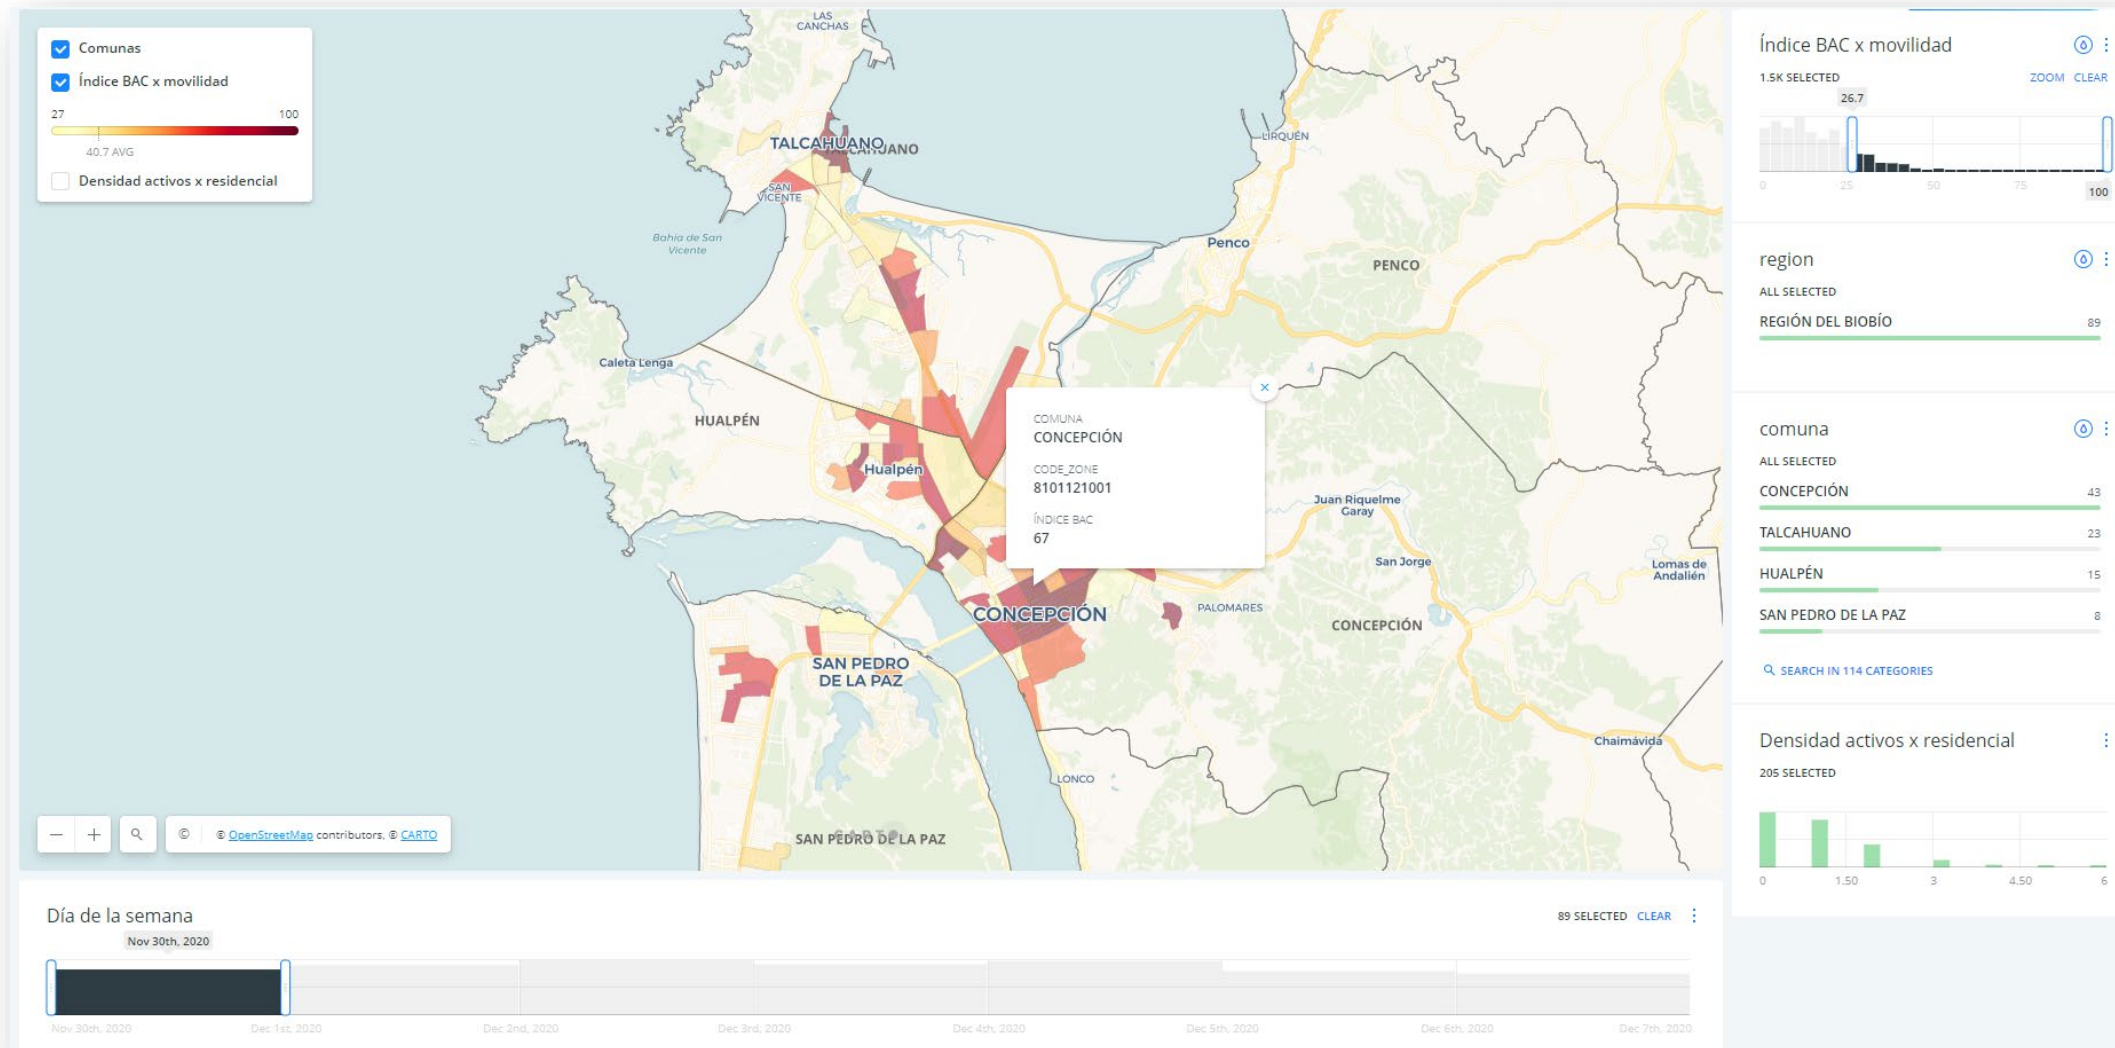 Comunas
Índice BAC x movilidad
27 100
40.7 AVG
Densidad activos x residencial
LAS
CANCHAS
TALCAHUANO
TALCAHUANO
SAN
VICENTE
LIRQUÉN
Bahía de San
Vicente
Penco
PENCO
Caleta Lenga
HUALPÉN
Hualpén
COMUNA
CONCEPCIÓN
CODE_ZONE
8101121001
ÍNDICE BAC
67
Juan Riquelme
Garay
San Jorge
Lomas de
Andalién
CONCEPCIÓN
PALOMARES
CONCEPCIÓN
SAN PEDRO
DE LA PAZ
Chaimávida
LONCO
SAN PEDRO DE LA PAZ
CARTO
© © OpenStreetMap contributors, © CARTO
Día de la semana
89 SELECTED CLEAR
Nov 30th, 2020
Nov 30th, 2020 Dec 1st, 2020 Dec 2nd, 2020 Dec 3rd, 2020 Dec 4th, 2020 Dec 5th, 2020 Dec 6th, 2020 Dec 7th, 2020
Índice BAC x movilidad
1.5K SELECTED ZOOM CLEAR
26.7
0 25 50 75 100
region
ALL SELECTED
REGIÓN DEL BIOBÍO 89
comuna
ALL SELECTED
CONCEPCIÓN 43
TALCAHUANO 23
HUALPÉN 15
SAN PEDRO DE LA PAZ 8
SEARCH IN 114 CATEGORIES
Densidad activos x residencial
205 SELECTED
0 1.50 3 4.50 6